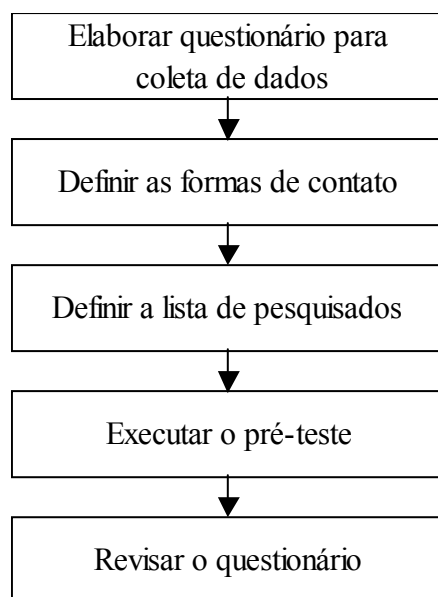 Elaborar questionário para
coleta de dados
Definir as formas de contato
Definir a lista de pesquisados
Executar o pré-teste
Revisar o questionário